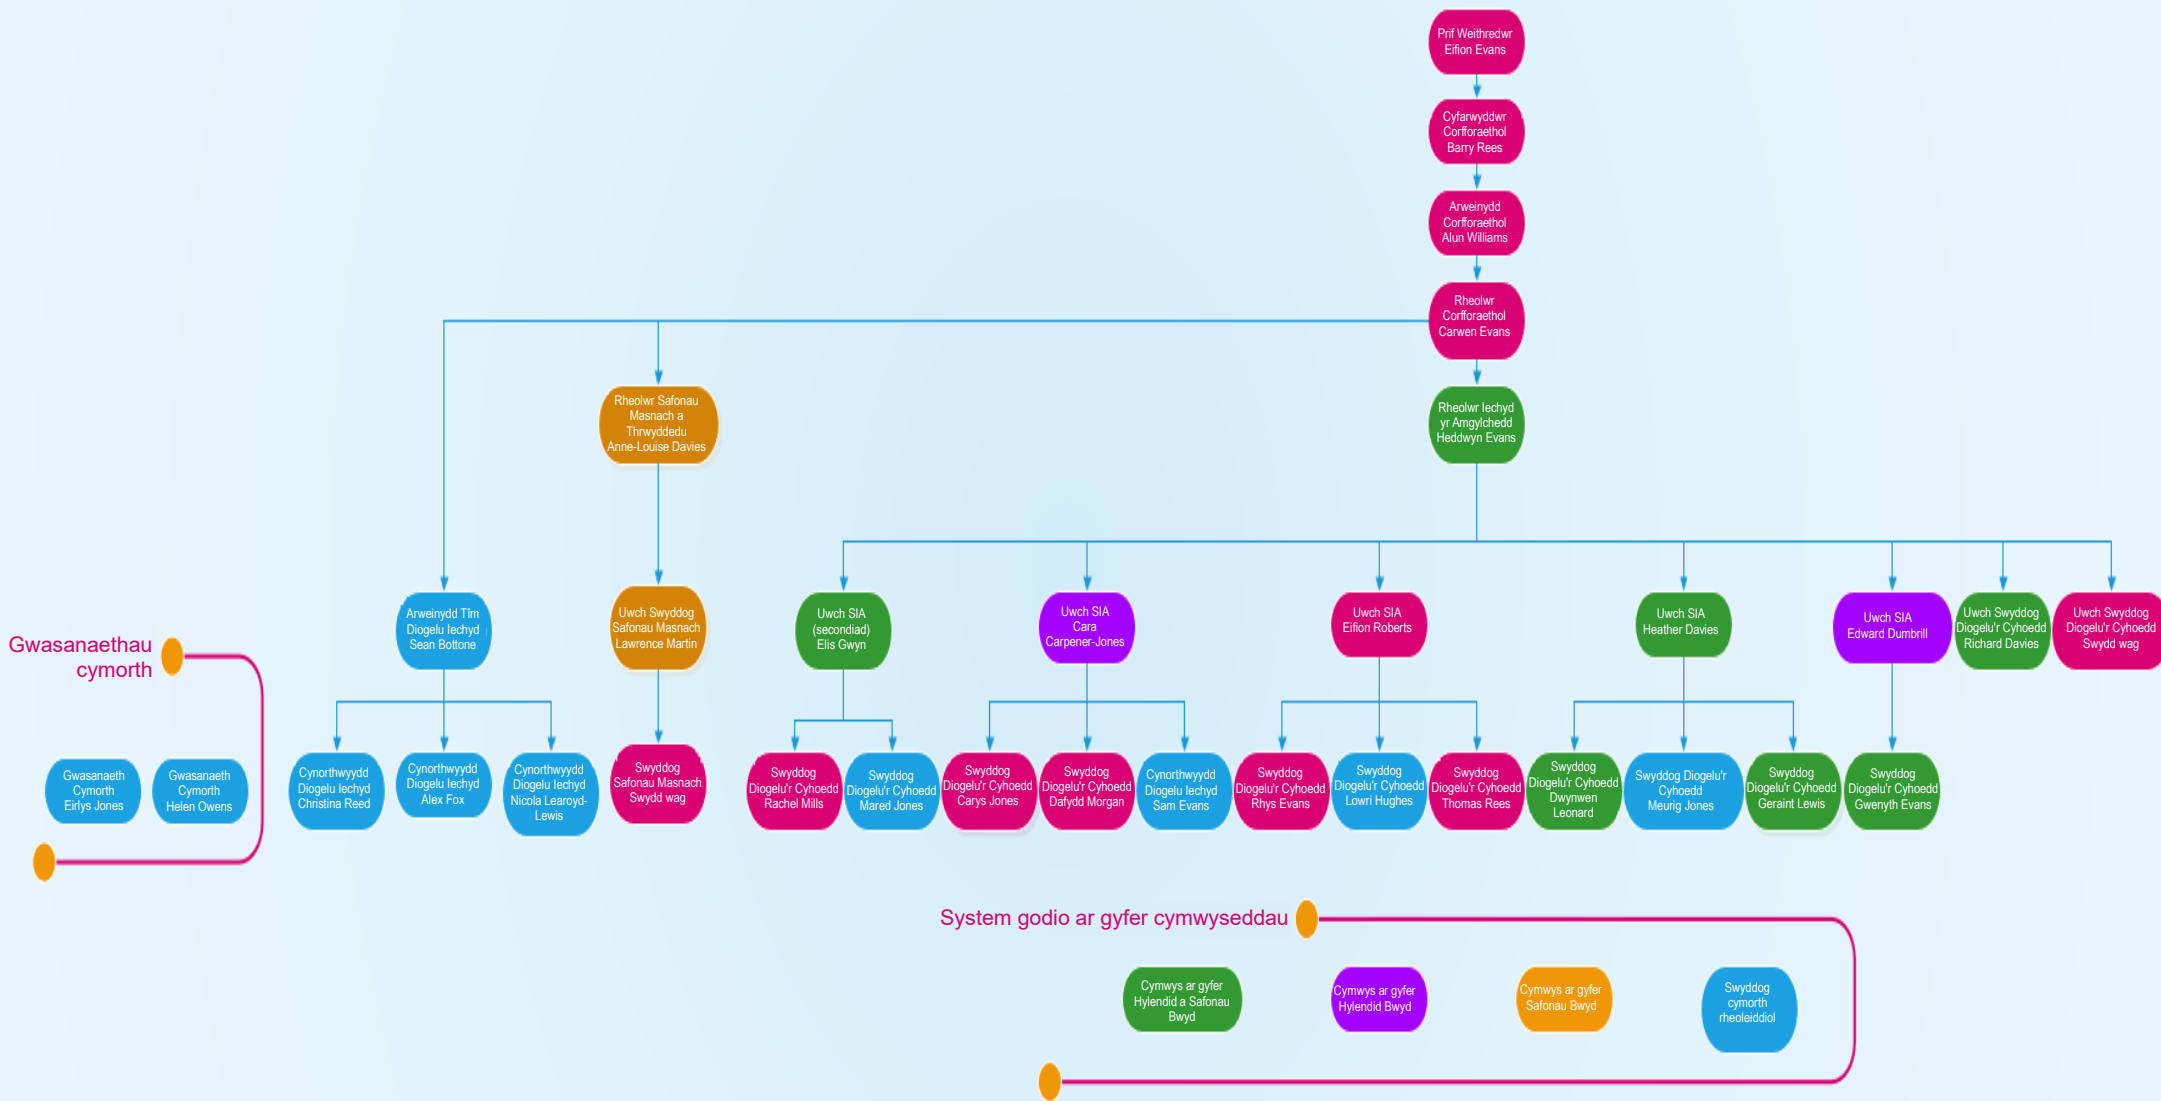 Prif Weithredwr
Eifion Evans
Cyfarwyddwr
Corfforaethol
Barry Rees
Arweinydd
Corfforaethol
Alun Williams
Rheolwr
Corfforaethol
Carwen Evans
Rheolwr Safonau
Masnach a
Thrwyddedu
Anne-Louise Davies
Rheolwr Iechyd
yr Amgylchedd
Heddwyn Evans
Arweinydd Tîm
Diogelu Iechyd
Sean Bottone
Uwch Swyddog
Safonau Masnach
Lawrence Martin
Uwch SIA
(secondiad)
Elis Gwyn
Uwch SIA
Cara
Carpener-Jones
Uwch SIA
Eifion Roberts
Uwch SIA
Heather Davies
Uwch SIA
Edward Dumbrill
Uwch Swyddog
Diogelu'r Cyhoedd
Richard Davies
Uwch Swyddog
Diogelu'r Cyhoedd
Swydd wag
Gwasanaethau
cymorth
Gwasanaeth
Cymorth
Eirlys Jones
Gwasanaeth
Cymorth
Helen Owens
Cynorthwyydd
Diogelu Iechyd
Christina Reed
Cynorthwyydd
Diogelu Iechyd
Alex Fox
Cynorthwyydd
Diogelu Iechyd
Nicola Learoyd-
Lewis
Swyddog
Safonau Masnach
Swydd wag
Swyddog
Diogelu'r Cyhoedd
Rachel Mills
Swyddog
Diogelu'r Cyhoedd
Mared Jones
Swyddog
Diogelu'r Cyhoedd
Carys Jones
Swyddog
Diogelu'r Cyhoedd
Dafydd Morgan
Cynorthwyydd
Diogelu Iechyd
Sam Evans
Swyddog
Diogelu'r Cyhoedd
Rhys Evans
Swyddog
Diogelu'r Cyhoedd
Lowri Hughes
Swyddog
Diogelu'r Cyhoedd
Thomas Rees
Swyddog
Diogelu'r Cyhoedd
Dwynwen
Leonard
Swyddog Diogelu'r
Cyhoedd
Meurig Jones
Swyddog
Diogelu'r Cyhoedd
Geraint Lewis
Swyddog
Diogelu'r Cyhoedd
Gwenyth Evans
System godio ar gyfer cymwyseddau
Cymwys ar gyfer
Hylendid a Safonau
Bwyd
Cymwys ar gyfer
Hylendid Bwyd
Cymwys ar gyfer
Safonau Bwyd
Swyddog
cymorth
rheoleiddiol